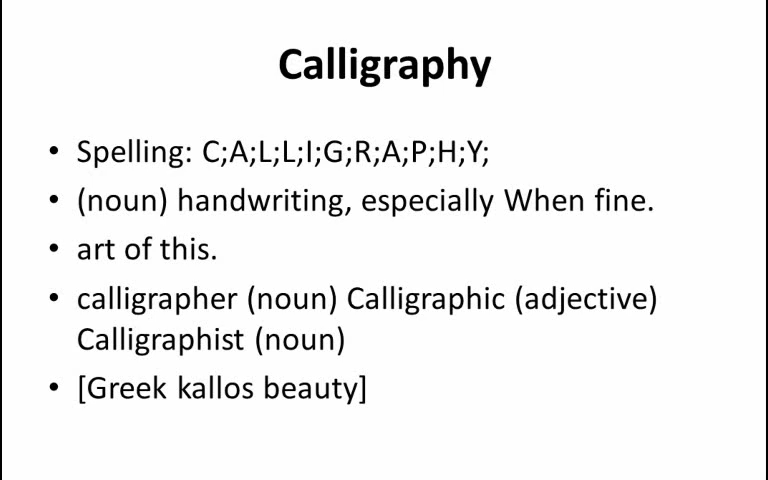 Calligraphy
• Spelling: C;A;L;L;I;G;R;A;P;H;Y;
• (noun) handwriting, especially When fine.
• art of this.
• calligrapher (noun) Calligraphic (adjective)
Calligraphist (noun)
• [Greek kallos beauty]